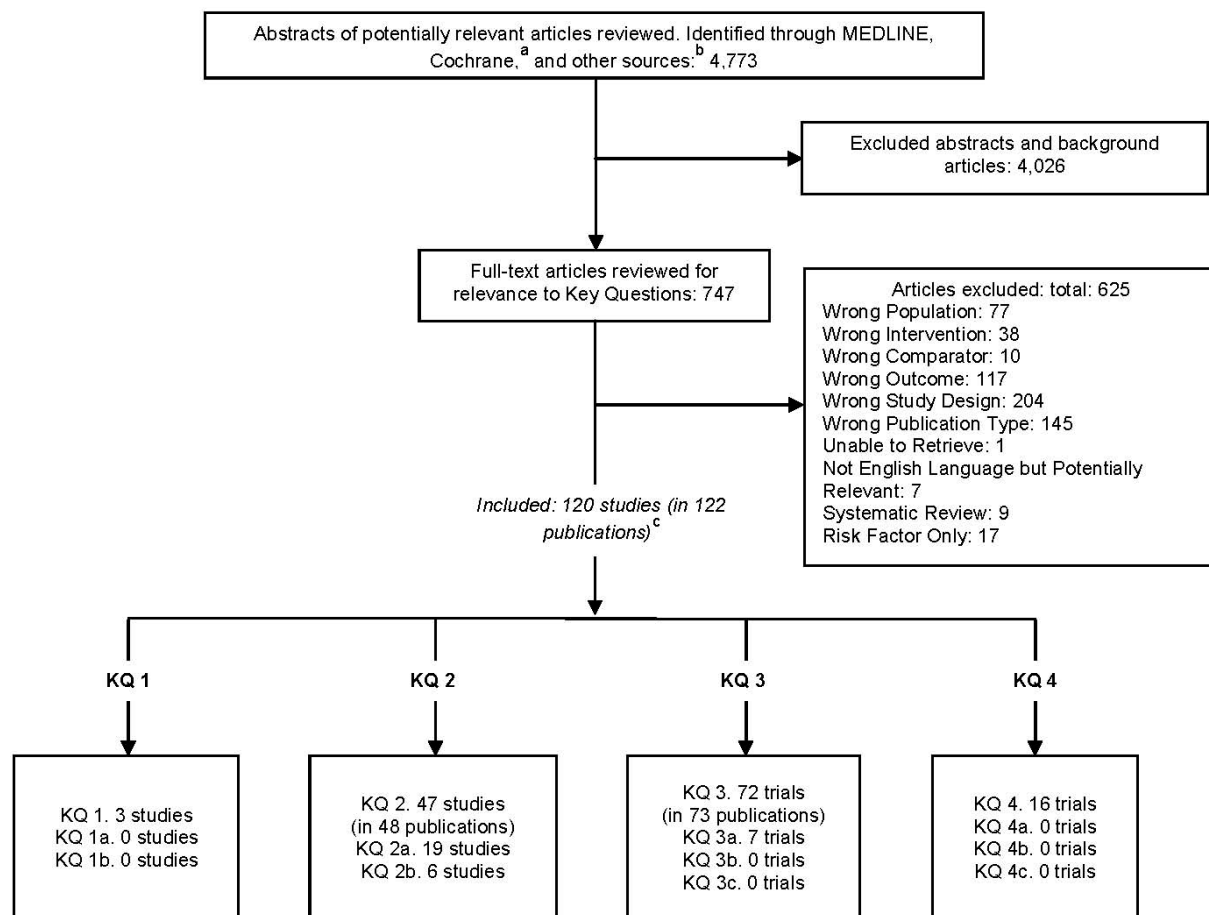 Abstracts of potentially relevant articles reviewed. Identified through MEDLINE,
Cochrane,a and other sources:b 4,773
Excluded abstracts and background
articles: 4,026
Full-text articles reviewed for
relevance to Key Questions: 747
Articles excluded: total: 625
Wrong Population: 77
Wrong Intervention: 38
Wrong Comparator: 10
Wrong Outcome: 117
Wrong Study Design: 204
Wrong Publication Type: 145
Unable to Retrieve: 1
Not English Language but Potentially
Relevant: 7
Systematic Review: 9
Risk Factor Only: 17
Included: 120 studies (in 122
publications)c
KQ 1
KQ 2
KQ 3
KQ 4
KQ 1. 3 studies
KQ 1a. 0 studies
KQ 1b. 0 studies
KQ 2. 47 studies
(in 48 publications)
KQ 2a. 19 studies
KQ 2b. 6 studies
KQ 3. 72 trials
(in 73 publications)
KQ 3a. 7 trials
KQ 3b. 0 trials
KQ 3c. 0 trials
KQ 4. 16 trials
KQ 4a. 0 trials
KQ 4b. 0 trials
KQ 4c. 0 trials